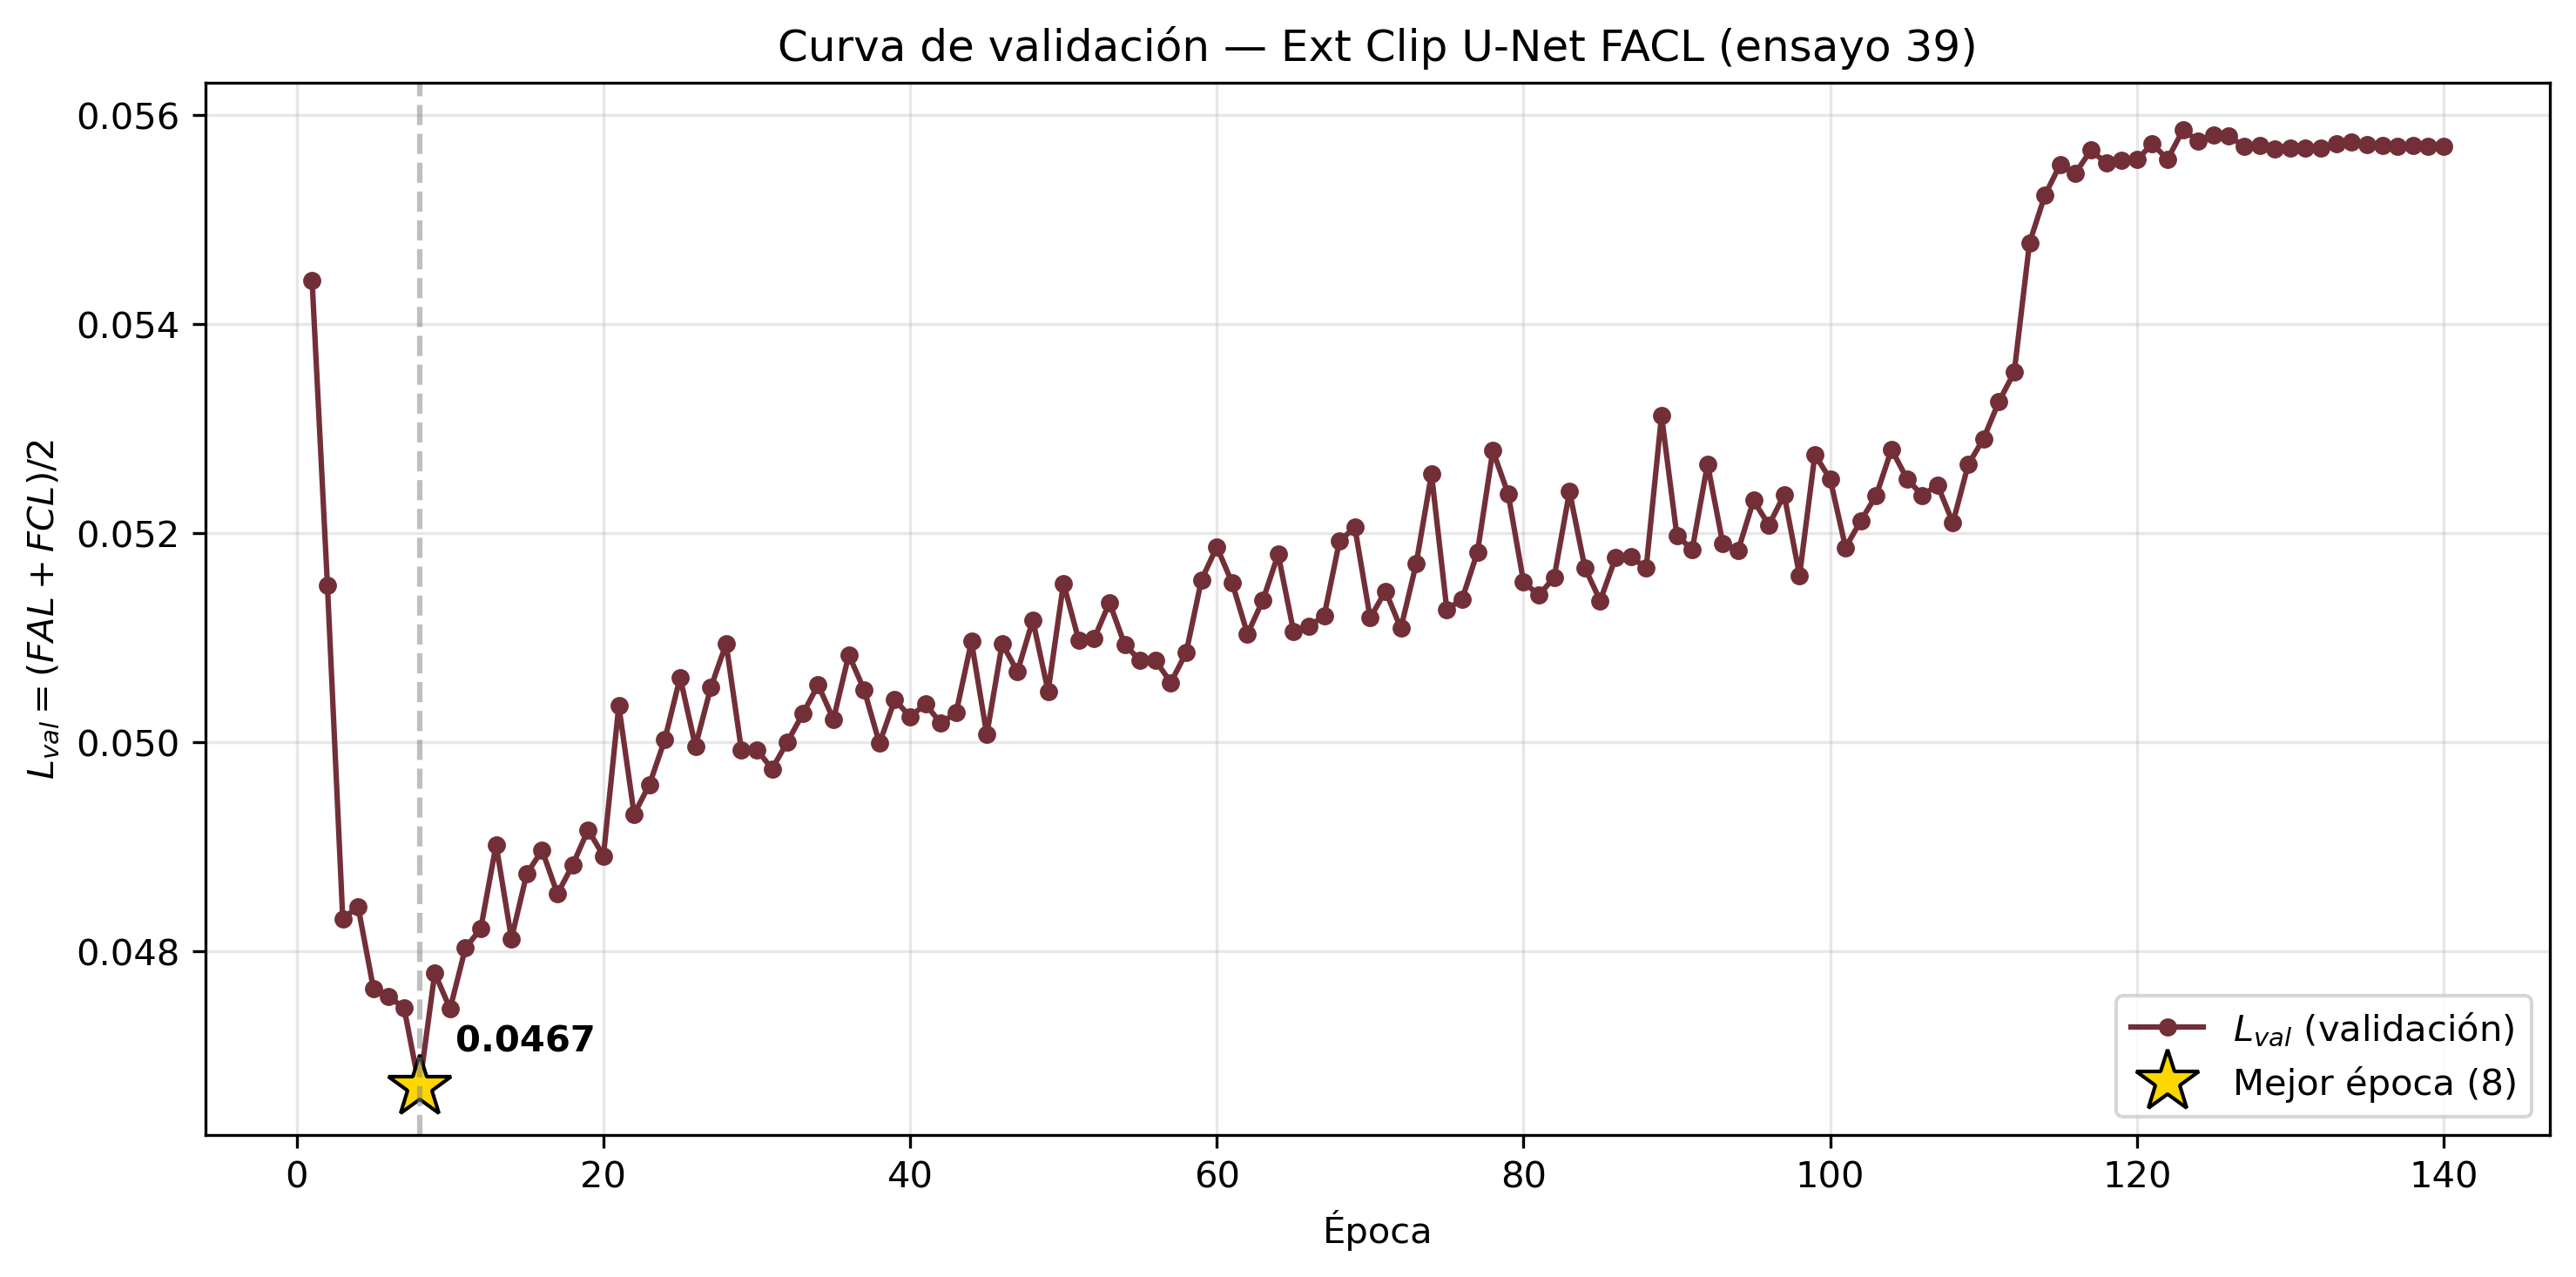 Curva de validación — Ext Clip U-Net FACL (ensayo 39)
L_val = (FAL + FCL)/2
0.056
0.054
0.052
0.050
0.048
0.0467
L_val (validación)
Mejor época (8)
0 20 40 60 80 100 120 140
Época